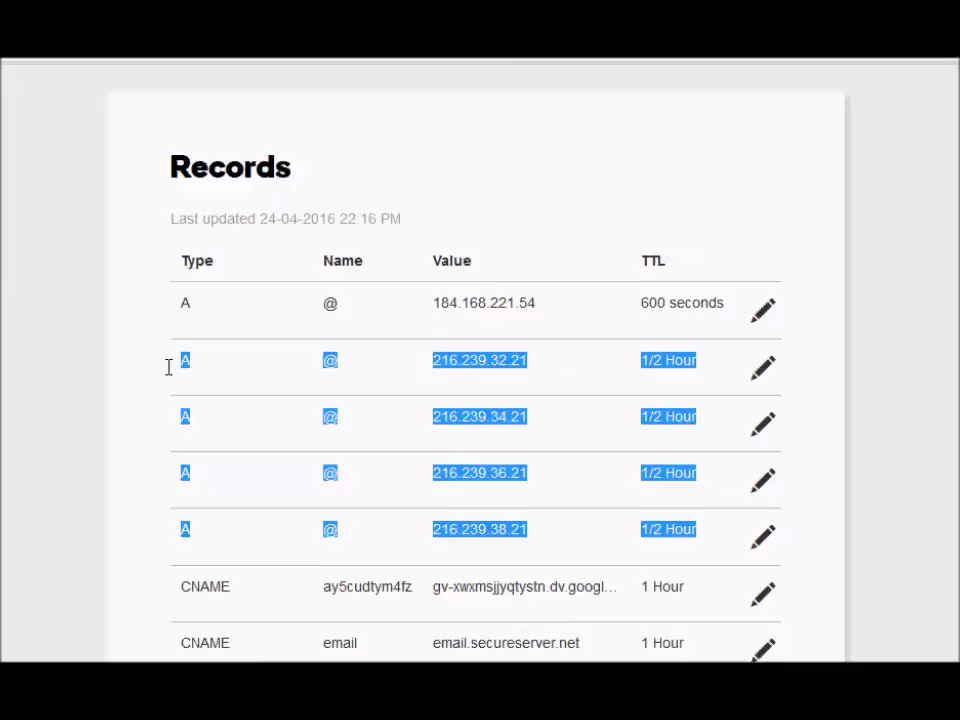 Records
Last updated 24-04-2016 22:16 PM
Type Name Value TTL
A @ 184.168.221.54 600 seconds
A @ 216.239.32.21 1/2 Hour
A @ 216.239.34.21 1/2 Hour
A @ 216.239.36.21 1/2 Hour
A @ 216.239.38.21 1/2 Hour
CNAME ay5cudtym4fz gv-xwxmsjjyqtystn.dv.googl... 1 Hour
CNAME email email.secureserver.net 1 Hour